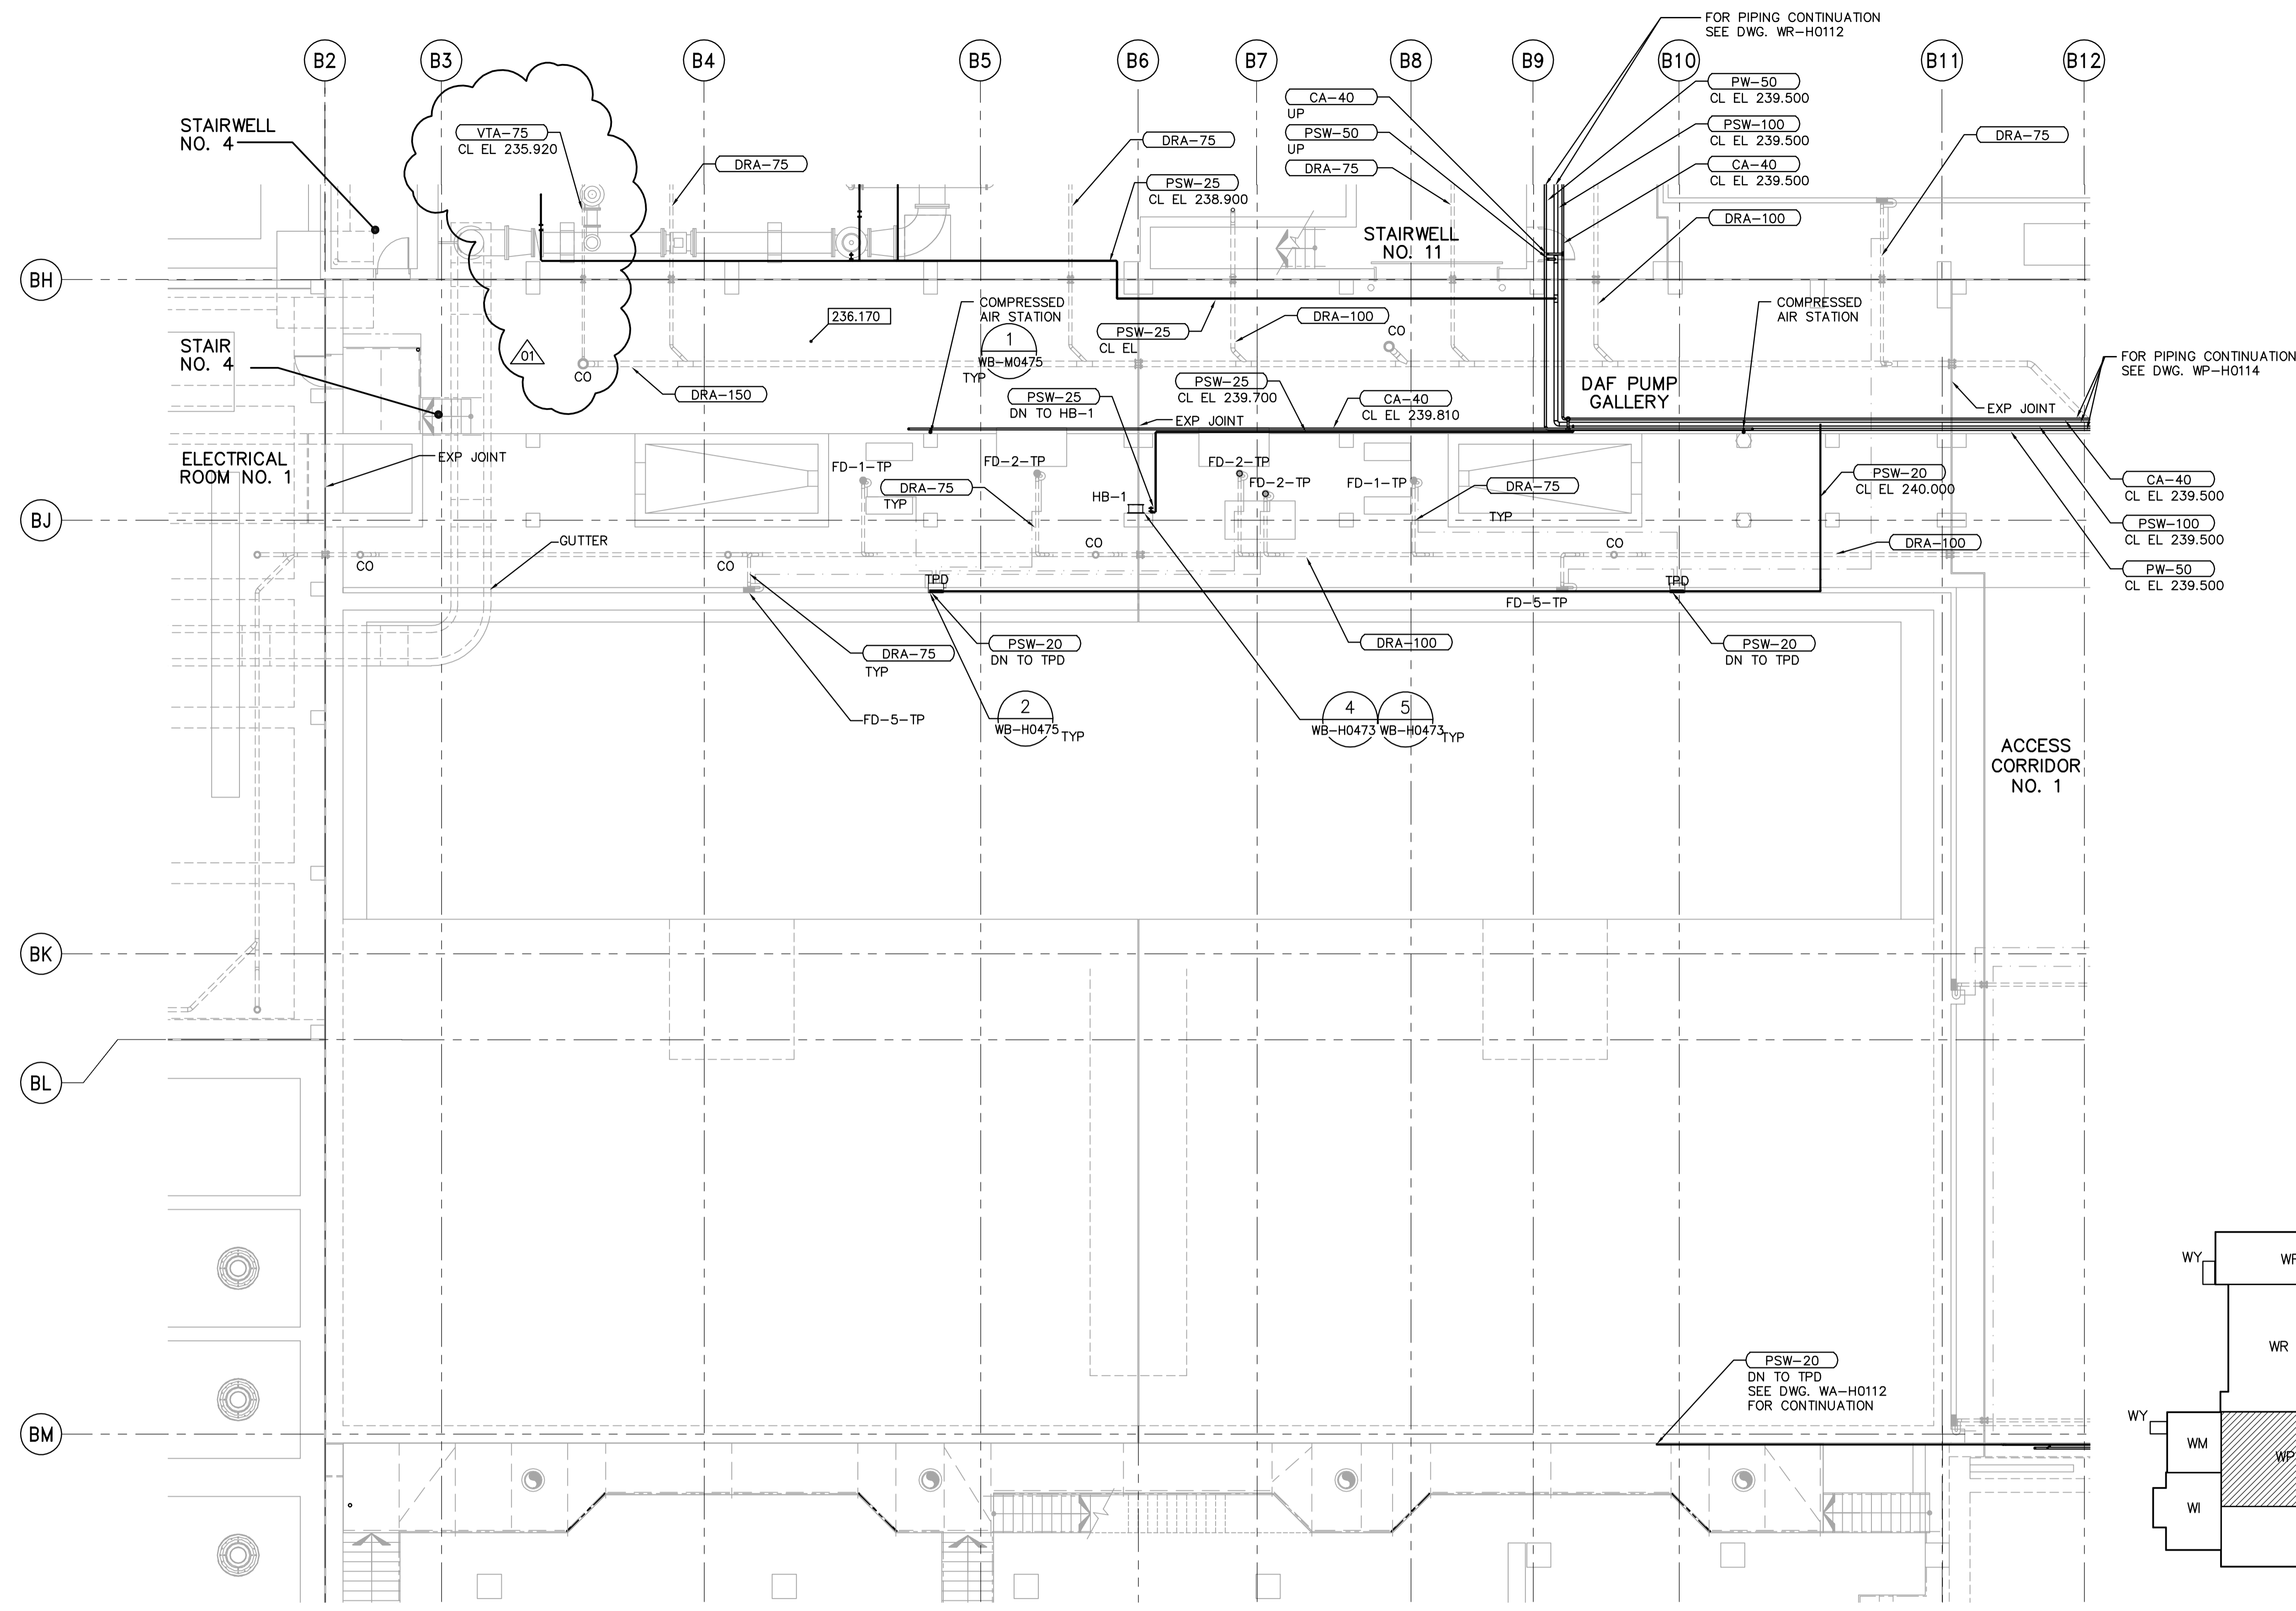 FOR PIPING CONTINUATION
SEE DWG. WR-H0112
B2
B3
B4
B5
B6
B7
B8
B9
B10
B11
B12
STAIRWELL
NO. 4
VTA-75
CL EL 235.920
DRA-75
DRA-75
PSW-25
CL EL 238.900
CA-40
UP
PSW-50
UP
DRA-75
PW-50
CL EL 239.500
PSW-100
CL EL 239.500
CA-40
CL EL 239.500
DRA-100
DRA-75
STAIRWELL
NO. 11
BH
236.170
COMPRESSED
AIR STATION
1
WB-M0475
TYP
PSW-25
CL EL
DRA-100
CO
COMPRESSED
AIR STATION
STAIR
NO. 4
01
CO
DRA-150
PSW-25
DN TO HB-1
PSW-25
CL EL 239.700
CA-40
CL EL 239.810
DAF PUMP
GALLERY
FOR PIPING CONTINUATION
SEE DWG. WP-H0114
EXP JOINT
EXP JOINT
ELECTRICAL
ROOM NO. 1
EXP JOINT
FD-1-TP
DRA-75
TYP
FD-2-TP
HB-1
FD-2-TP
FD-2-TP
FD-1-TP
DRA-75
TYP
PSW-20
CL EL 240.000
CA-40
CL EL 239.500
PSW-100
CL EL 239.500
PW-50
CL EL 239.500
BJ
GUTTER
CO
CO
CO
CO
DRA-100
TPD
TPD
FD-5-TP
DRA-75
TYP
PSW-20
DN TO TPD
DRA-100
PSW-20
DN TO TPD
FD-5-TP
2
WB-H0475
TYP
4
WB-H0473
5
WB-H0473
TYP
ACCESS
CORRIDOR
NO. 1
BK
BL
PSW-20
DN TO TPD
SEE DWG. WA-H0112
FOR CONTINUATION
BM
WY
WR
WY
WM
WP
WI